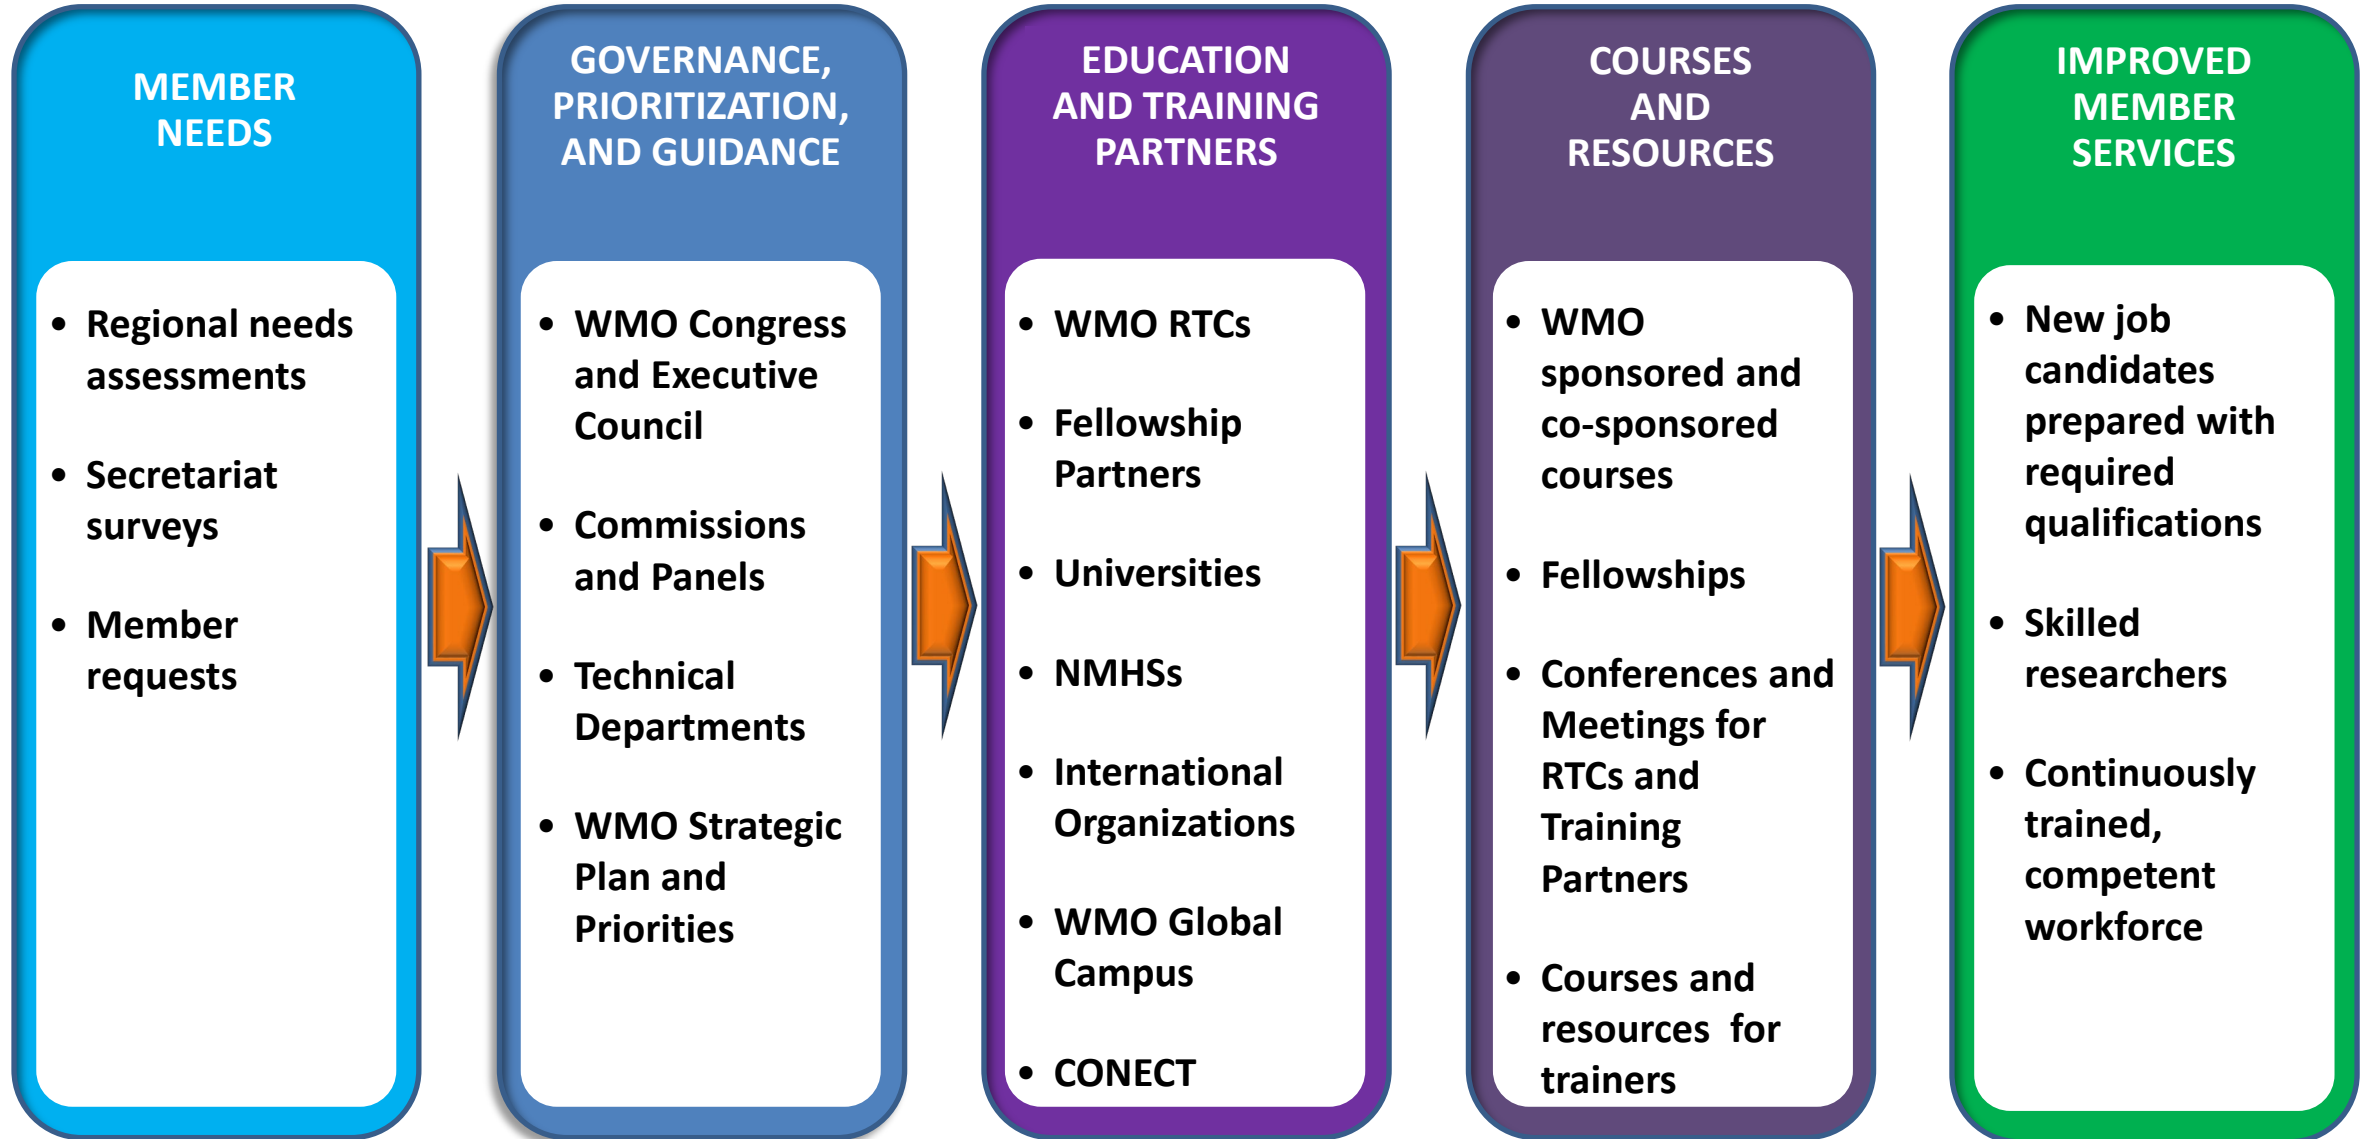 MEMBER
NEEDS
• Regional needs
assessments
• Secretariat
surveys
• Member
requests
GOVERNANCE,
PRIORITIZATION,
AND GUIDANCE
• WMO Congress
and Executive
Council
• Commissions
and Panels
• Technical
Departments
• WMO Strategic
Plan and
Priorities
EDUCATION
AND TRAINING
PARTNERS
• WMO RTCs
• Fellowship
Partners
• Universities
• NMHSs
• International
Organizations
• WMO Global
Campus
• CONECT
COURSES
AND
RESOURCES
• WMO
sponsored and
co-sponsored
courses
• Fellowships
• Conferences and
Meetings for
RTCs and
Training
Partners
• Courses and
resources  for
trainers
IMPROVED
MEMBER
SERVICES
• New job
candidates
prepared with
required
qualifications
• Skilled
researchers
• Continuously
trained,
competent
workforce